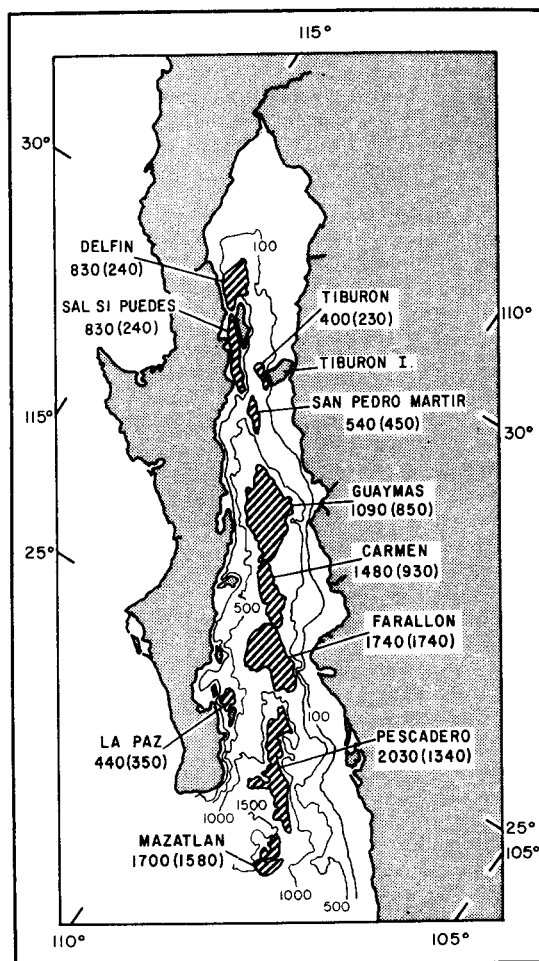 115°
30°
100
DELFIN
830(240)
SAL SI PUEDES
830(240)
TIBURON
400(230)
110°
TIBURON I.
115°
SAN PEDRO MARTIR
540(450)
30°
GUAYMAS
1090(850)
25°
CARMEN
1480(930)
500
FARALLON
1740(1740)
100
LA PAZ
440(350)
PESCADERO
2030(1340)
1000
1500
MAZATLAN
1700(1580)
25°
105°
1000
500
110°
105°